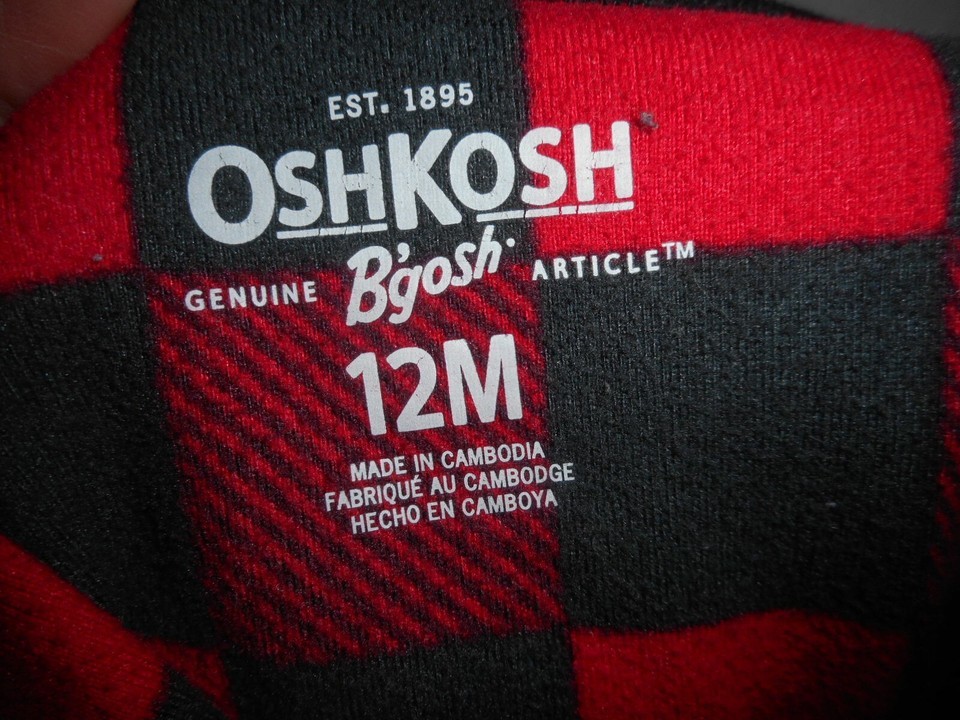 EST. 1895
OSHKOSH
GENUINE B'gosh ARTICLE™
12M
MADE IN CAMBODIA
FABRIQUÉ AU CAMBODGE
HECHO EN CAMBOYA